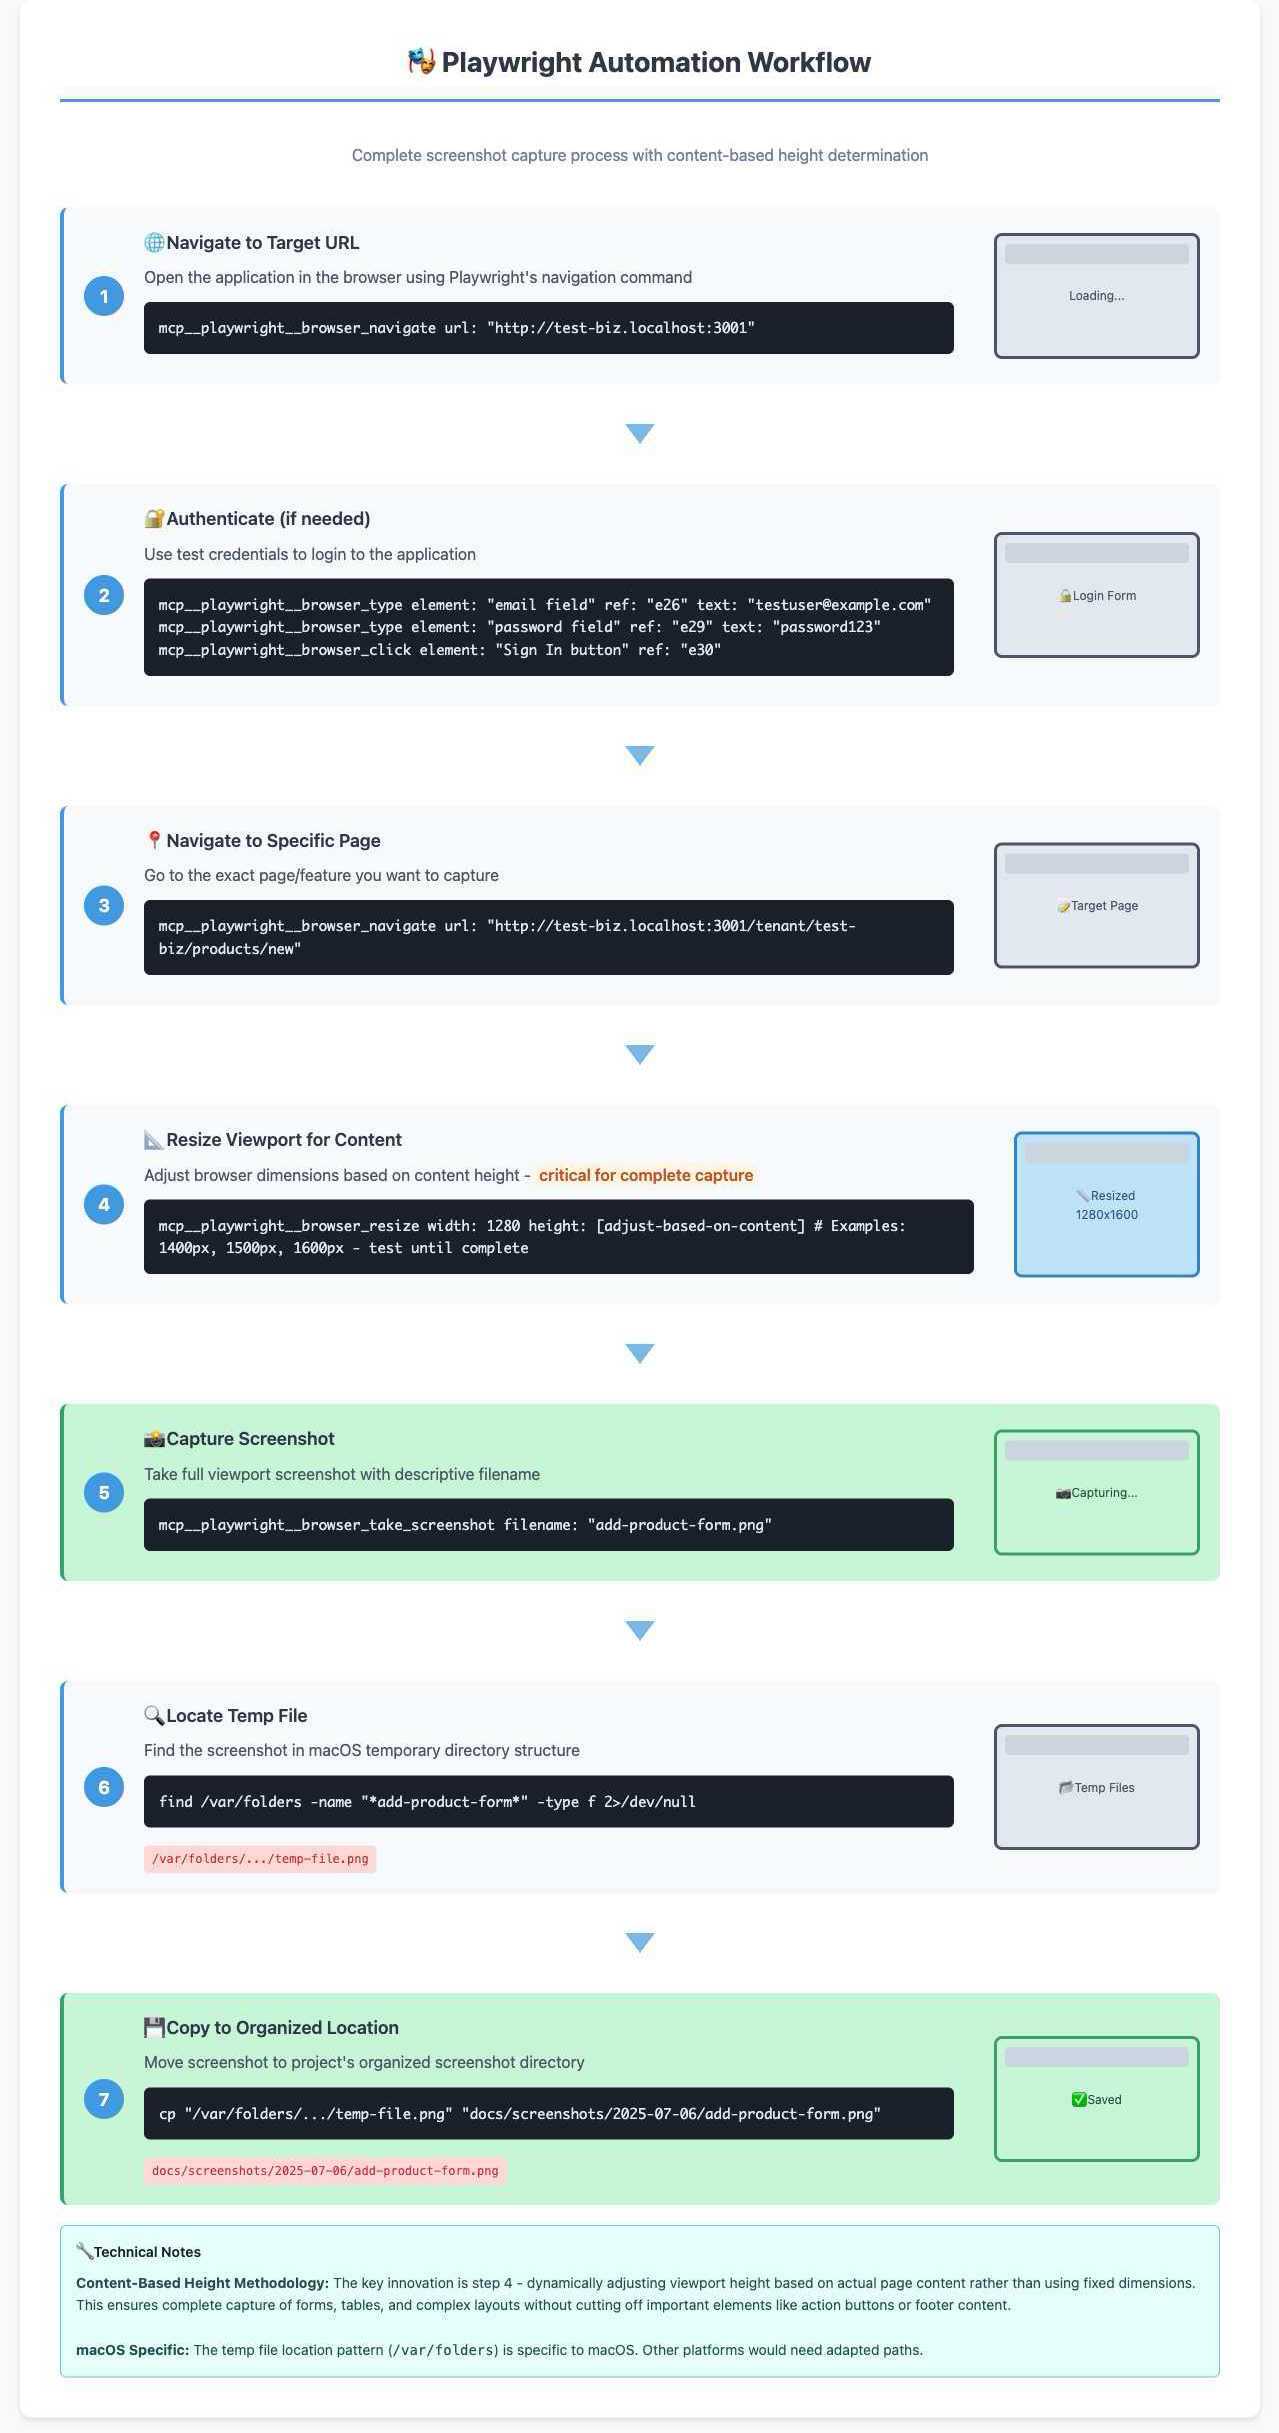 🎭 Playwright Automation Workflow
Complete screenshot capture process with content-based height determination
🌐Navigate to Target URL
Open the application in the browser using Playwright's navigation command
1
mcp__playwright__browser_navigate url: "http://test-biz.localhost:3001"
Loading...
🔐Authenticate (if needed)
Use test credentials to login to the application
2
mcp__playwright__browser_type element: "email field" ref: "e26" text: "testuser@example.com"
mcp__playwright__browser_type element: "password field" ref: "e29" text: "password123"
mcp__playwright__browser_click element: "Sign In button" ref: "e30"
🔐Login Form
📍Navigate to Specific Page
Go to the exact page/feature you want to capture
3
mcp__playwright__browser_navigate url: "http://test-biz.localhost:3001/tenant/test-
biz/products/new"
📝Target Page
📐Resize Viewport for Content
Adjust browser dimensions based on content height - critical for complete capture
4
mcp__playwright__browser_resize width: 1280 height: [adjust-based-on-content] # Examples:
1400px, 1500px, 1600px - test until complete
📏Resized
1280x1600
📸Capture Screenshot
Take full viewport screenshot with descriptive filename
5
mcp__playwright__browser_take_screenshot filename: "add-product-form.png"
📷Capturing...
🔍Locate Temp File
Find the screenshot in macOS temporary directory structure
6
find /var/folders -name "*add-product-form*" -type f 2>/dev/null
/var/folders/.../temp-file.png
📂Temp Files
💾Copy to Organized Location
Move screenshot to project's organized screenshot directory
7
cp "/var/folders/.../temp-file.png" "docs/screenshots/2025-07-06/add-product-form.png"
docs/screenshots/2025-07-06/add-product-form.png
✅Saved
🔧Technical Notes
Content-Based Height Methodology: The key innovation is step 4 - dynamically adjusting viewport height based on actual page content rather than using fixed dimensions.
This ensures complete capture of forms, tables, and complex layouts without cutting off important elements like action buttons or footer content.
macOS Specific: The temp file location pattern (/var/folders) is specific to macOS. Other platforms would need adapted paths.